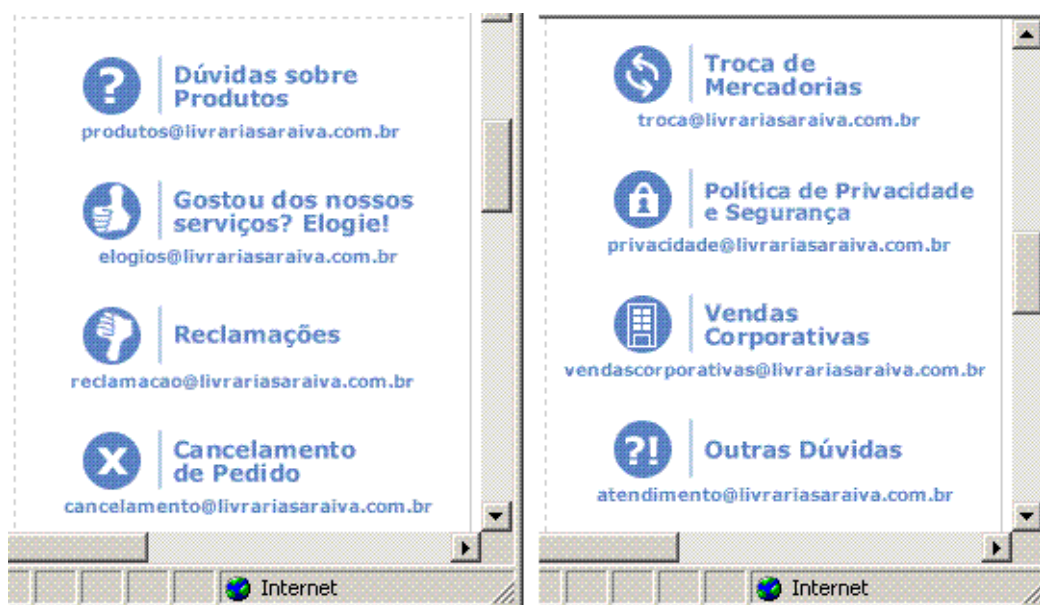 Dúvidas sobre
Produtos
produtos@livrariasaraiva.com.br
Gostou dos nossos
serviços? Elogie!
elogios@livrariasaraiva.com.br
Reclamações
reclamacao@livrariasaraiva.com.br
Cancelamento
de Pedido
cancelamento@livrariasaraiva.com.br
Internet
Troca de
Mercadorias
troca@livrariasaraiva.com.br
Política de Privacidade
e Segurança
privacidade@livrariasaraiva.com.br
Vendas
Corporativas
vendascorporativas@livrariasaraiva.com.br
Outras Dúvidas
atendimento@livrariasaraiva.com.br
Internet